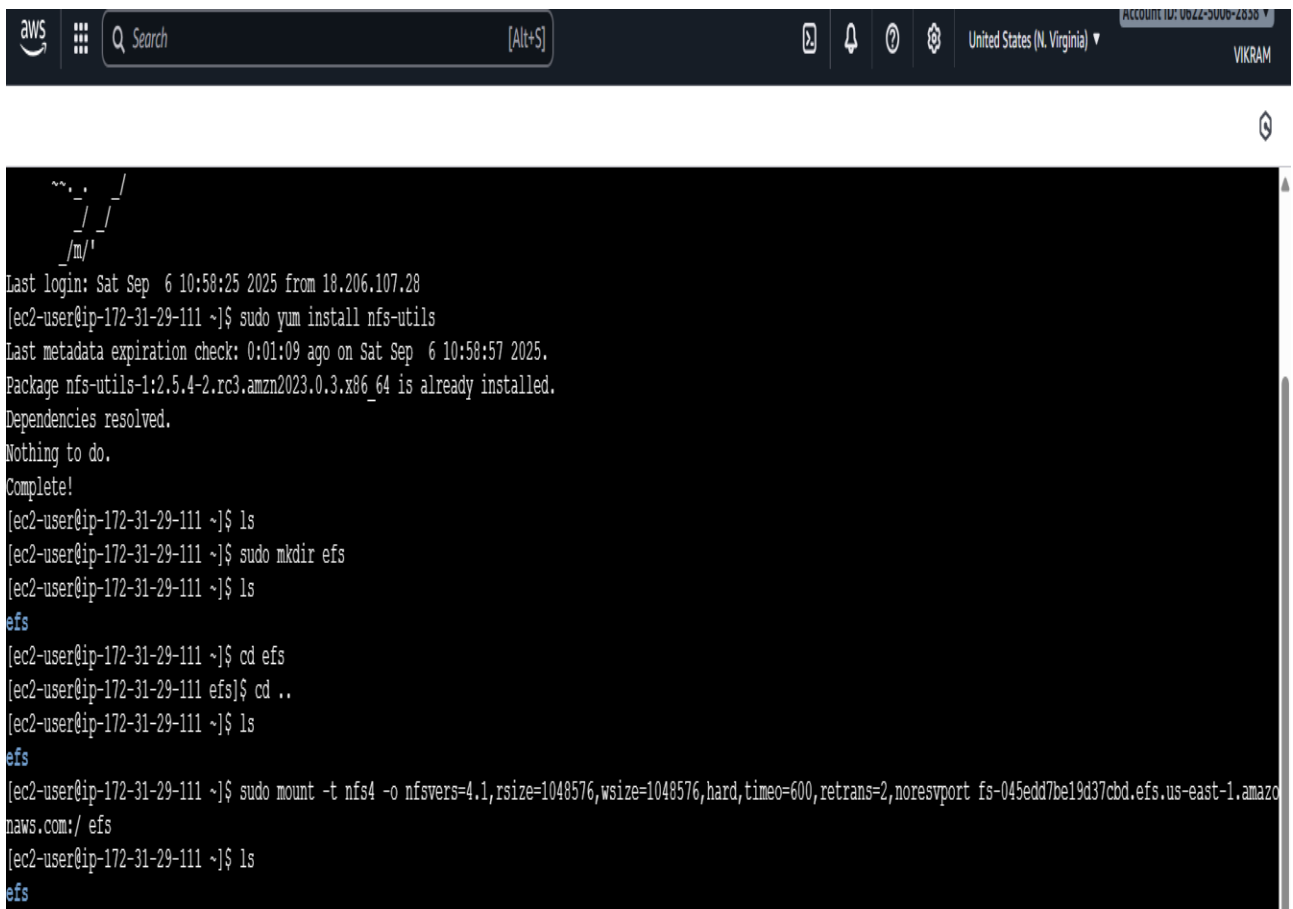 aws
Search [Alt+S]
Account ID: 0622-5006-2838 ▼
United States (N. Virginia) ▼
VIKRAM
~~._.   _/
_/ _/
_/m/'
Last login: Sat Sep  6 10:58:25 2025 from 18.206.107.28
[ec2-user@ip-172-31-29-111 ~]$ sudo yum install nfs-utils
Last metadata expiration check: 0:01:09 ago on Sat Sep  6 10:58:57 2025.
Package nfs-utils-1:2.5.4-2.rc3.amzn2023.0.3.x86_64 is already installed.
Dependencies resolved.
Nothing to do.
Complete!
[ec2-user@ip-172-31-29-111 ~]$ ls
[ec2-user@ip-172-31-29-111 ~]$ sudo mkdir efs
[ec2-user@ip-172-31-29-111 ~]$ ls
efs
[ec2-user@ip-172-31-29-111 ~]$ cd efs
[ec2-user@ip-172-31-29-111 efs]$ cd ..
[ec2-user@ip-172-31-29-111 ~]$ ls
efs
[ec2-user@ip-172-31-29-111 ~]$ sudo mount -t nfs4 -o nfsvers=4.1,rsize=1048576,wsize=1048576,hard,timeo=600,retrans=2,noresvport fs-045edd7be19d37cbd.efs.us-east-1.amazo
naws.com:/ efs
[ec2-user@ip-172-31-29-111 ~]$ ls
efs